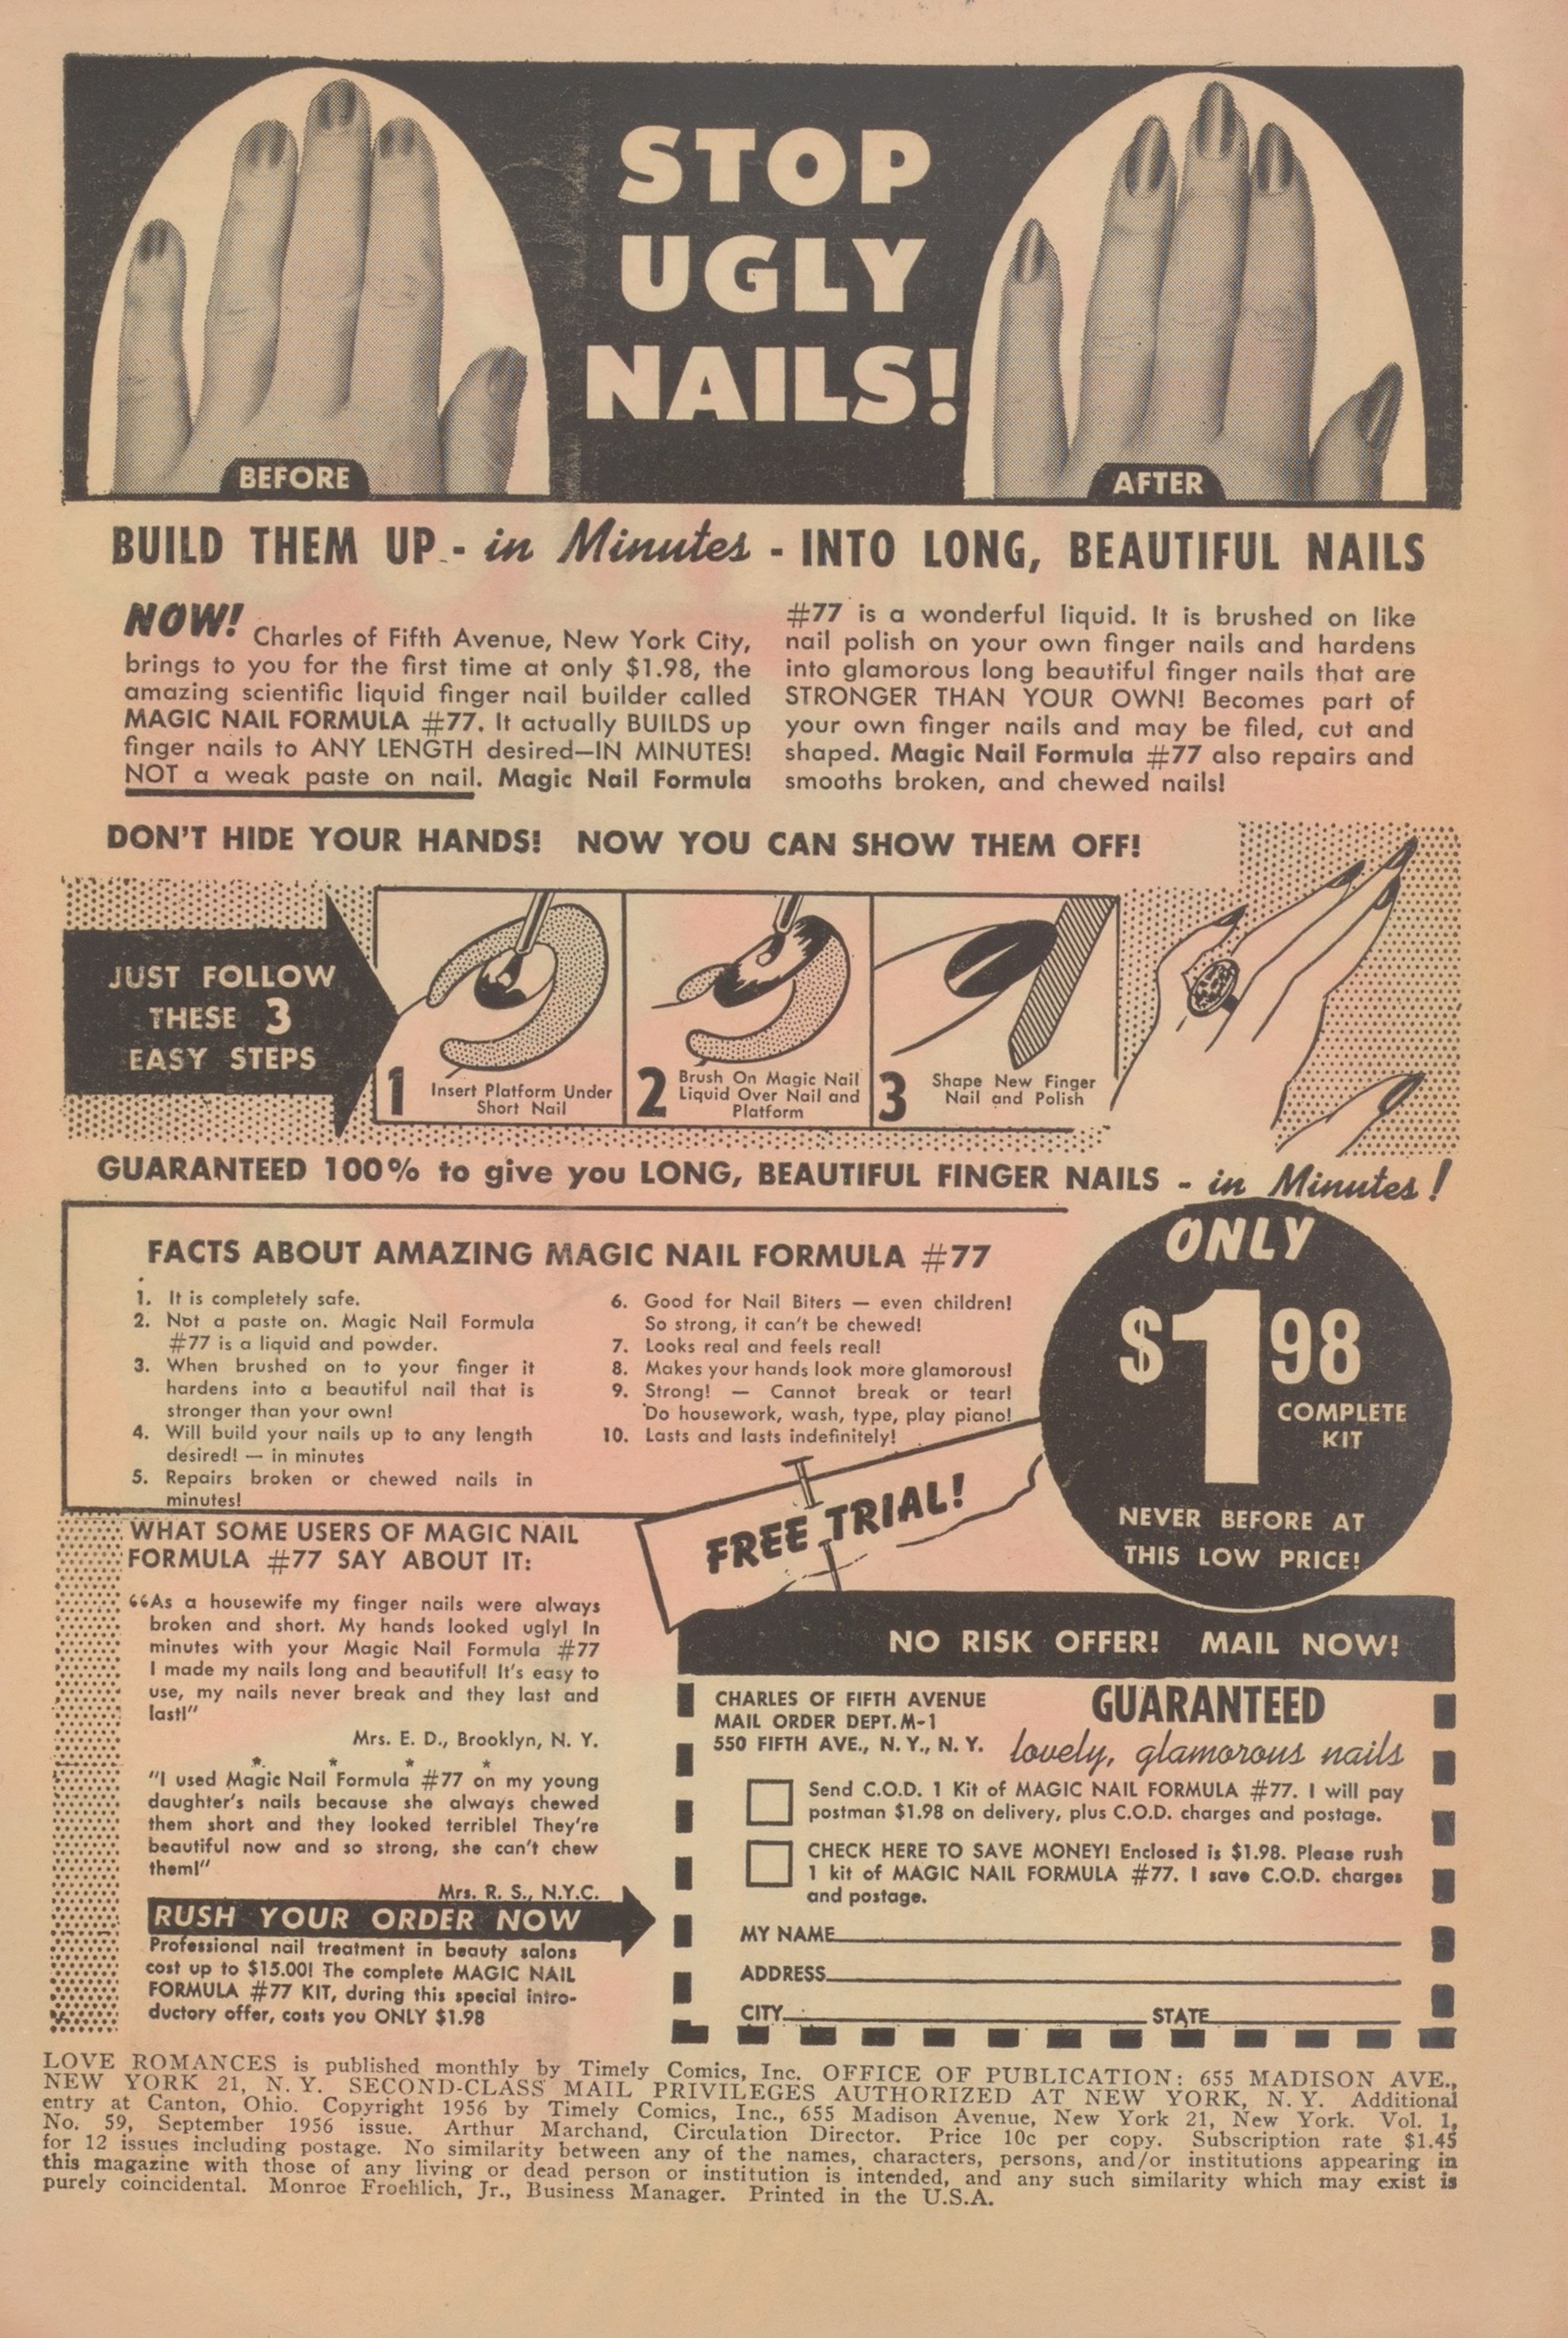 STOP
UGLY
NAILS!
BEFORE
AFTER
BUILD THEM UP - in Minutes - INTO LONG, BEAUTIFUL NAILS
NOW! Charles of Fifth Avenue, New York City,
brings to you for the first time at only $1.98, the
amazing scientific liquid finger nail builder called
MAGIC NAIL FORMULA #77. It actually BUILDS up
finger nails to ANY LENGTH desired—IN MINUTES!
NOT a weak paste on nail. Magic Nail Formula
#77 is a wonderful liquid. It is brushed on like
nail polish on your own finger nails and hardens
into glamorous long beautiful finger nails that are
STRONGER THAN YOUR OWN! Becomes part of
your own finger nails and may be filed, cut and
shaped. Magic Nail Formula #77 also repairs and
smooths broken, and chewed nails!
DON'T HIDE YOUR HANDS! NOW YOU CAN SHOW THEM OFF!
JUST FOLLOW
THESE 3
EASY STEPS
1 Insert Platform Under
Short Nail
2 Brush On Magic Nail
Liquid Over Nail and
Platform
3 Shape New Finger
Nail and Polish
GUARANTEED 100% to give you LONG, BEAUTIFUL FINGER NAILS - in Minutes!
FACTS ABOUT AMAZING MAGIC NAIL FORMULA #77
1. It is completely safe.
2. Not a paste on. Magic Nail Formula
#77 is a liquid and powder.
3. When brushed on to your finger it
hardens into a beautiful nail that is
stronger than your own!
4. Will build your nails up to any length
desired! — in minutes
5. Repairs broken or chewed nails in
minutes!
6. Good for Nail Biters — even children!
So strong, it can't be chewed!
7. Looks real and feels real!
8. Makes your hands look more glamorous!
9. Strong! — Cannot break or tear!
Do housework, wash, type, play piano!
10. Lasts and lasts indefinitely!
ONLY
$1 98
COMPLETE
KIT
NEVER BEFORE AT
THIS LOW PRICE!
FREE TRIAL!
WHAT SOME USERS OF MAGIC NAIL
FORMULA #77 SAY ABOUT IT:
“As a housewife my finger nails were always
broken and short. My hands looked ugly! In
minutes with your Magic Nail Formula #77
I made my nails long and beautiful! It's easy to
use, my nails never break and they last and
last!"
Mrs. E. D., Brooklyn, N. Y.
* * * *
"I used Magic Nail Formula #77 on my young
daughter's nails because she always chewed
them short and they looked terrible! They're
beautiful now and so strong, she can't chew
them!"
Mrs. R. S., N.Y.C.
RUSH YOUR ORDER NOW
Professional nail treatment in beauty salons
cost up to $15.00! The complete MAGIC NAIL
FORMULA #77 KIT, during this special intro-
ductory offer, costs you ONLY $1.98
NO RISK OFFER! MAIL NOW!
CHARLES OF FIFTH AVENUE
MAIL ORDER DEPT. M-1
550 FIFTH AVE., N. Y., N. Y.
GUARANTEED
lovely, glamorous nails
Send C.O.D. 1 Kit of MAGIC NAIL FORMULA #77. I will pay
postman $1.98 on delivery, plus C.O.D. charges and postage.
CHECK HERE TO SAVE MONEY! Enclosed is $1.98. Please rush
1 kit of MAGIC NAIL FORMULA #77. I save C.O.D. charges
and postage.
MY NAME
ADDRESS
CITY STATE
LOVE ROMANCES is published monthly by Timely Comics, Inc. OFFICE OF PUBLICATION: 655 MADISON AVE.,
NEW YORK 21, N. Y. SECOND-CLASS MAIL PRIVILEGES AUTHORIZED AT NEW YORK, N. Y. Additional
entry at Canton, Ohio. Copyright 1956 by Timely Comics, Inc., 655 Madison Avenue, New York 21, New York. Vol. 1,
No. 59, September 1956 issue. Arthur Marchand, Circulation Director. Price 10c per copy. Subscription rate $1.45
for 12 issues including postage. No similarity between any of the names, characters, persons, and/or institutions appearing in
this magazine with those of any living or dead person or institution is intended, and any such similarity which may exist is
purely coincidental. Monroe Froehlich, Jr., Business Manager. Printed in the U.S.A.